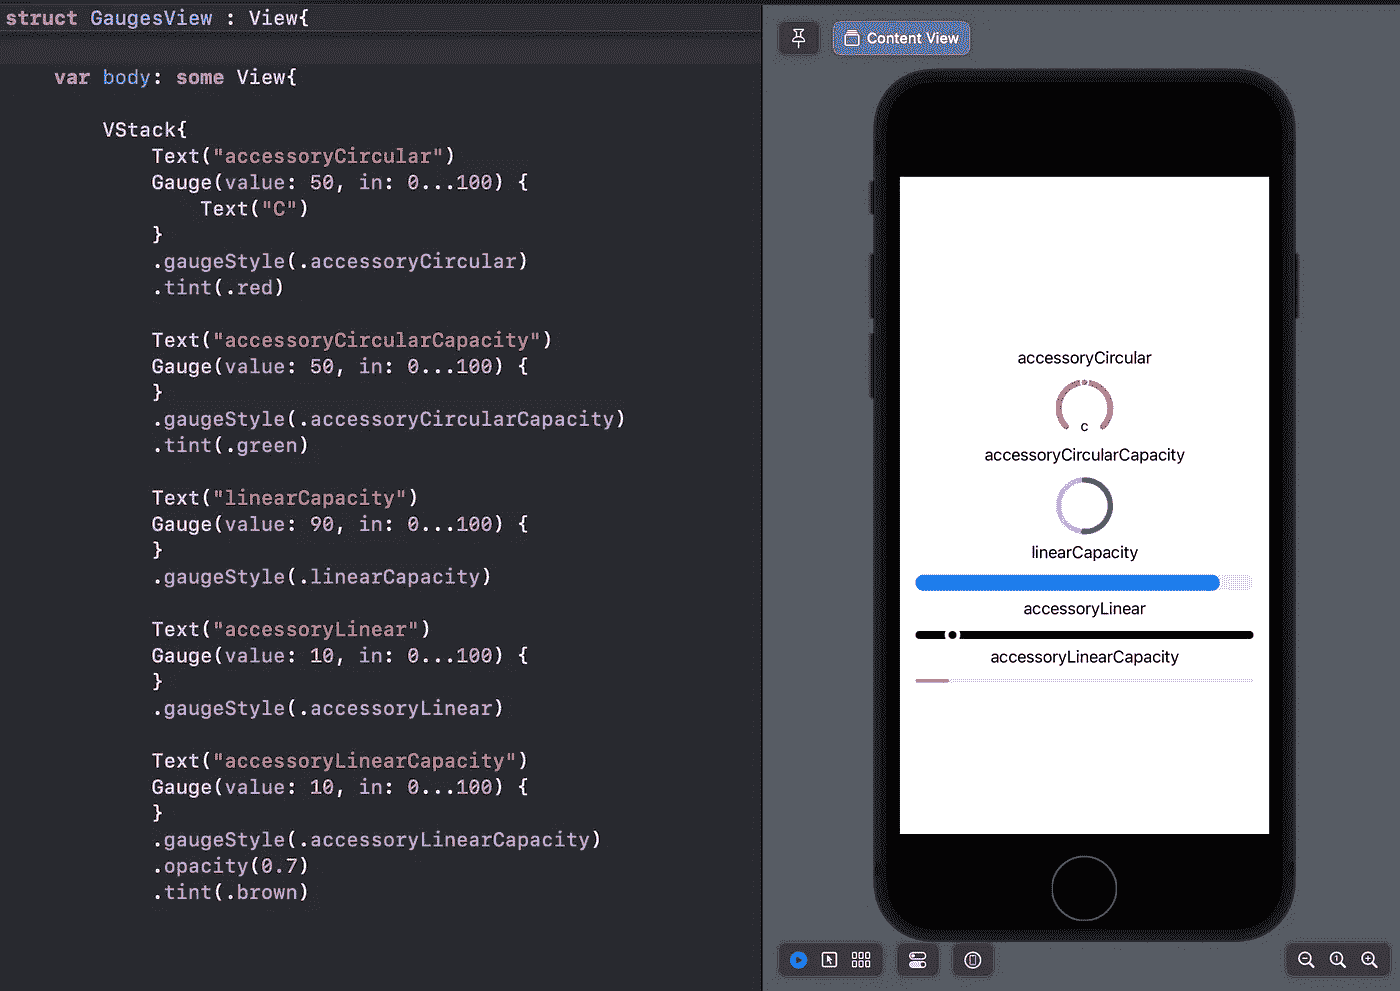 struct GaugesView : View{
var body: some View{
VStack{
Text("accessoryCircular")
Gauge(value: 50, in: 0...100) {
Text("C")
}
.gaugeStyle(.accessoryCircular)
.tint(.red)
Text("accessoryCircularCapacity")
Gauge(value: 50, in: 0...100) {
}
.gaugeStyle(.accessoryCircularCapacity)
.tint(.green)
Text("linearCapacity")
Gauge(value: 90, in: 0...100) {
}
.gaugeStyle(.linearCapacity)
Text("accessoryLinear")
Gauge(value: 10, in: 0...100) {
}
.gaugeStyle(.accessoryLinear)
Text("accessoryLinearCapacity")
Gauge(value: 10, in: 0...100) {
}
.gaugeStyle(.accessoryLinearCapacity)
.opacity(0.7)
.tint(.brown)
Content View
accessoryCircular
C
accessoryCircularCapacity
linearCapacity
accessoryLinear
accessoryLinearCapacity